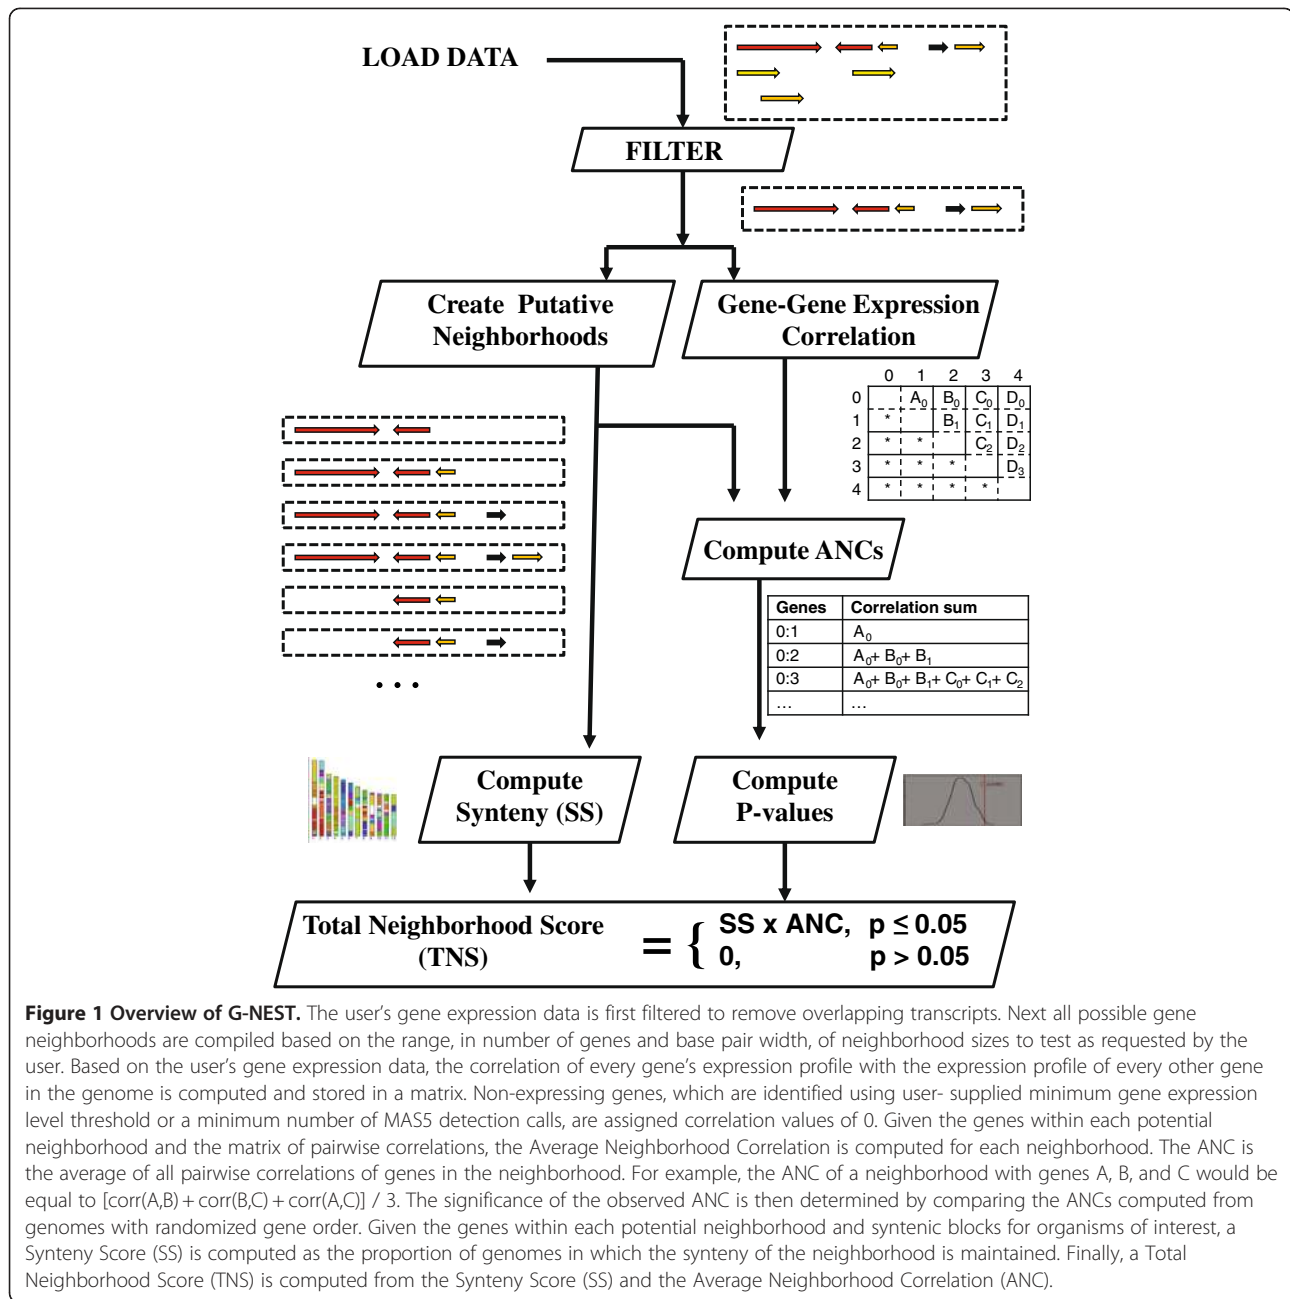 LOAD DATA
FILTER
Create Putative
Neighborhoods
Gene-Gene Expression
Correlation
0 1 2 3 4
0 A₀ B₀ C₀ D₀
1 * B₁ C₁ D₁
2 * * C₂ D₂
3 * * * D₃
4 * * * *
Compute ANCs
Genes Correlation sum
0:1 A₀
0:2 A₀+ B₀+ B₁
0:3 A₀+ B₀+ B₁+ C₀+ C₁+ C₂
... ...
. . .
Compute
Synteny (SS)
Compute
P-values
Total Neighborhood Score
(TNS)
= { SS x ANC, p ≤ 0.05
0, p > 0.05
Figure 1 Overview of G-NEST. The user's gene expression data is first filtered to remove overlapping transcripts. Next all possible gene
neighborhoods are compiled based on the range, in number of genes and base pair width, of neighborhood sizes to test as requested by the
user. Based on the user's gene expression data, the correlation of every gene's expression profile with the expression profile of every other gene
in the genome is computed and stored in a matrix. Non-expressing genes, which are identified using user- supplied minimum gene expression
level threshold or a minimum number of MAS5 detection calls, are assigned correlation values of 0. Given the genes within each potential
neighborhood and the matrix of pairwise correlations, the Average Neighborhood Correlation is computed for each neighborhood. The ANC is
the average of all pairwise correlations of genes in the neighborhood. For example, the ANC of a neighborhood with genes A, B, and C would be
equal to [corr(A,B) + corr(B,C) + corr(A,C)] / 3. The significance of the observed ANC is then determined by comparing the ANCs computed from
genomes with randomized gene order. Given the genes within each potential neighborhood and syntenic blocks for organisms of interest, a
Synteny Score (SS) is computed as the proportion of genomes in which the synteny of the neighborhood is maintained. Finally, a Total
Neighborhood Score (TNS) is computed from the Synteny Score (SS) and the Average Neighborhood Correlation (ANC).